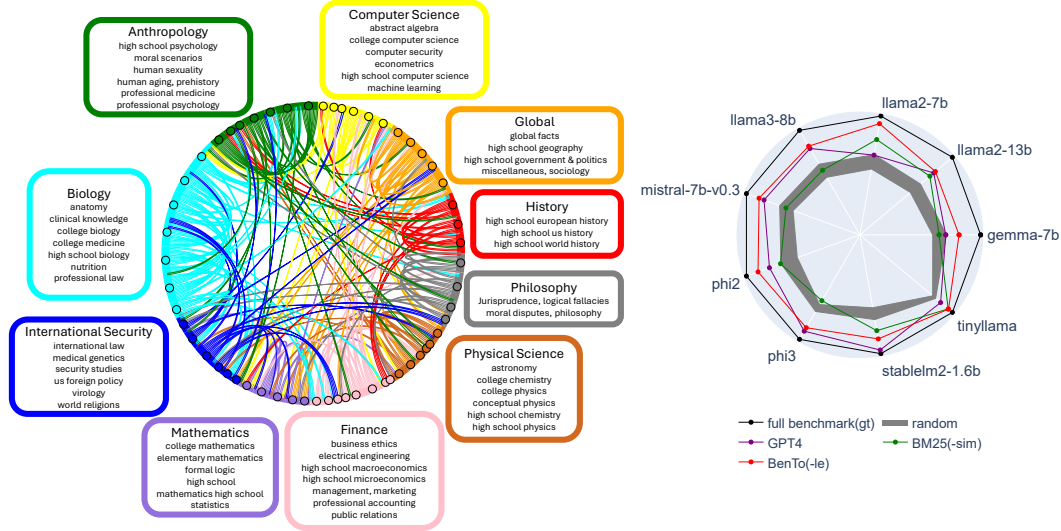 Anthropology
high school psychology
moral scenarios
human sexuality
human aging, prehistory
professional medicine
professional psychology
Computer Science
abstract algebra
college computer science
computer security
econometrics
high school computer science
machine learning
Global
global facts
high school geography
high school government & politics
miscellaneous, sociology
History
high school european history
high school us history
high school world history
Philosophy
Jurisprudence, logical fallacies
moral disputes, philosophy
Physical Science
astronomy
college chemistry
college physics
conceptual physics
high school chemistry
high school physics
Finance
business ethics
electrical engineering
high school macroeconomics
high school microeconomics
management, marketing
professional accounting
public relations
Mathematics
college mathematics
elementary mathematics
formal logic
high school
mathematics high school
statistics
International Security
international law
medical genetics
security studies
us foreign policy
virology
world religions
Biology
anatomy
clinical knowledge
college biology
college medicine
high school biology
nutrition
professional law
llama2-7b
llama3-8b
llama2-13b
mistral-7b-v0.3
gemma-7b
phi2
tinyllama
phi3
stablelm2-1.6b
full benchmark(gt)
random
GPT4
BM25(-sim)
BenTo(-le)